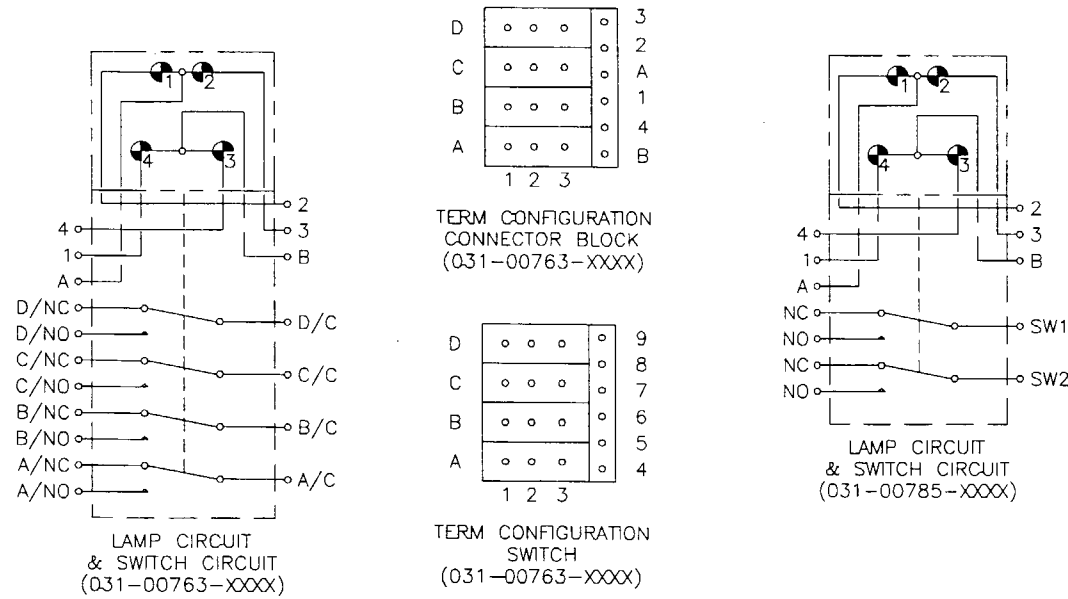 1
2
4
3
2
4
3
1
B
A
D/NC
D/C
D/NO
C/NC
C/C
C/NO
B/NC
B/C
B/NO
A/NC
A/C
A/NO
LAMP CIRCUIT
& SWITCH CIRCUIT
(031-00763-XXXX)
D
C
B
A
3
2
A
1
4
B
1 2 3
TERM CONFIGURATION
CONNECTOR BLOCK
(031-00763-XXXX)
D
C
B
A
9
8
7
6
5
4
1 2 3
TERM CONFIGURATION
SWITCH
(031-00763-XXXX)
1
2
4
3
2
4
3
1
B
A
NC
SW1
NO
NC
SW2
NO
LAMP CIRCUIT
& SWITCH CIRCUIT
(031-00785-XXXX)